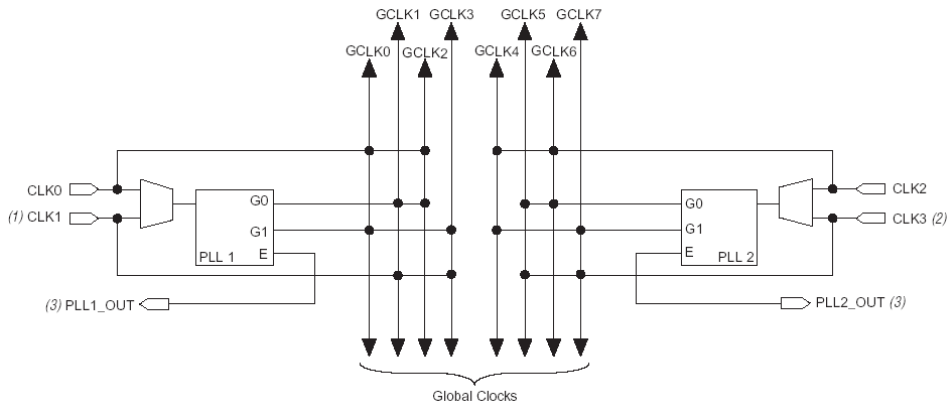 GCLK1 GCLK3 GCLK5 GCLK7
GCLK0 GCLK2 GCLK4 GCLK6
CLK0 CLK2
(1) CLK1 G0 G0 CLK3 (2)
G1 G1
PLL 1 E E PLL 2
(3) PLL1_OUT PLL2_OUT (3)
Global Clocks